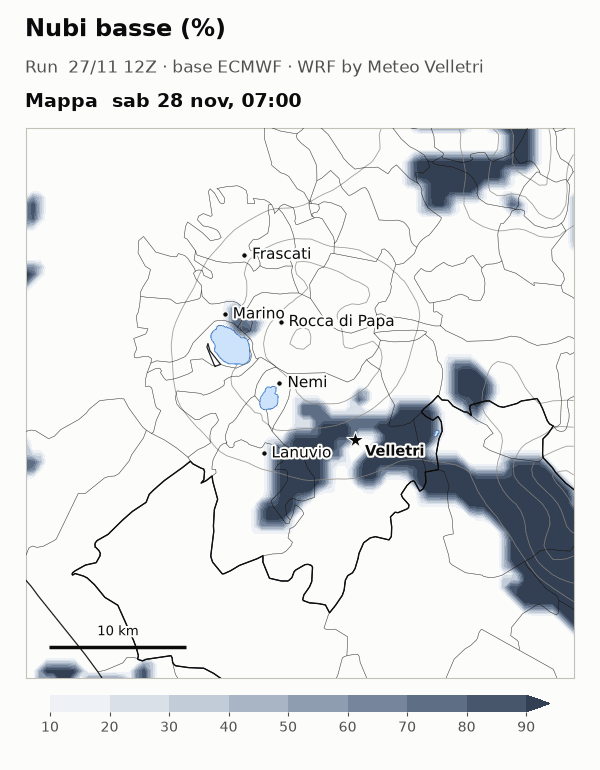 Nubi basse (%)
Run  27/11 12Z · base ECMWF · WRF by Meteo Velletri
Mappa  sab 28 nov, 07:00
Frascati
Marino
Rocca di Papa
Nemi
Lanuvio
Velletri
10 km
10 20 30 40 50 60 70 80 90